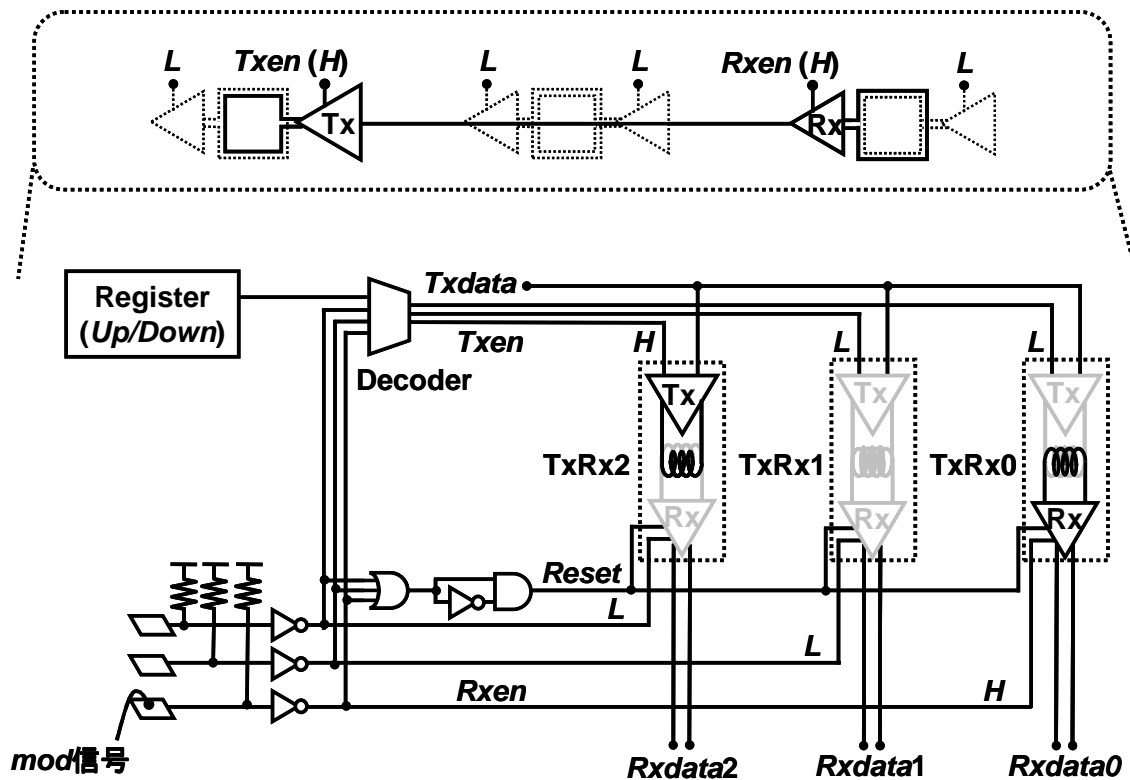 L
Txen (H)
L
L
Rxen (H)
L
Tx
Rx
Register
(Up/Down)
Txdata
Txen
Decoder
H
L
L
Tx
Tx
Tx
TxRx2
TxRx1
TxRx0
Rx
Rx
Rx
Reset
L
L
Rxen
H
mod信号
Rxdata2
Rxdata1
Rxdata0